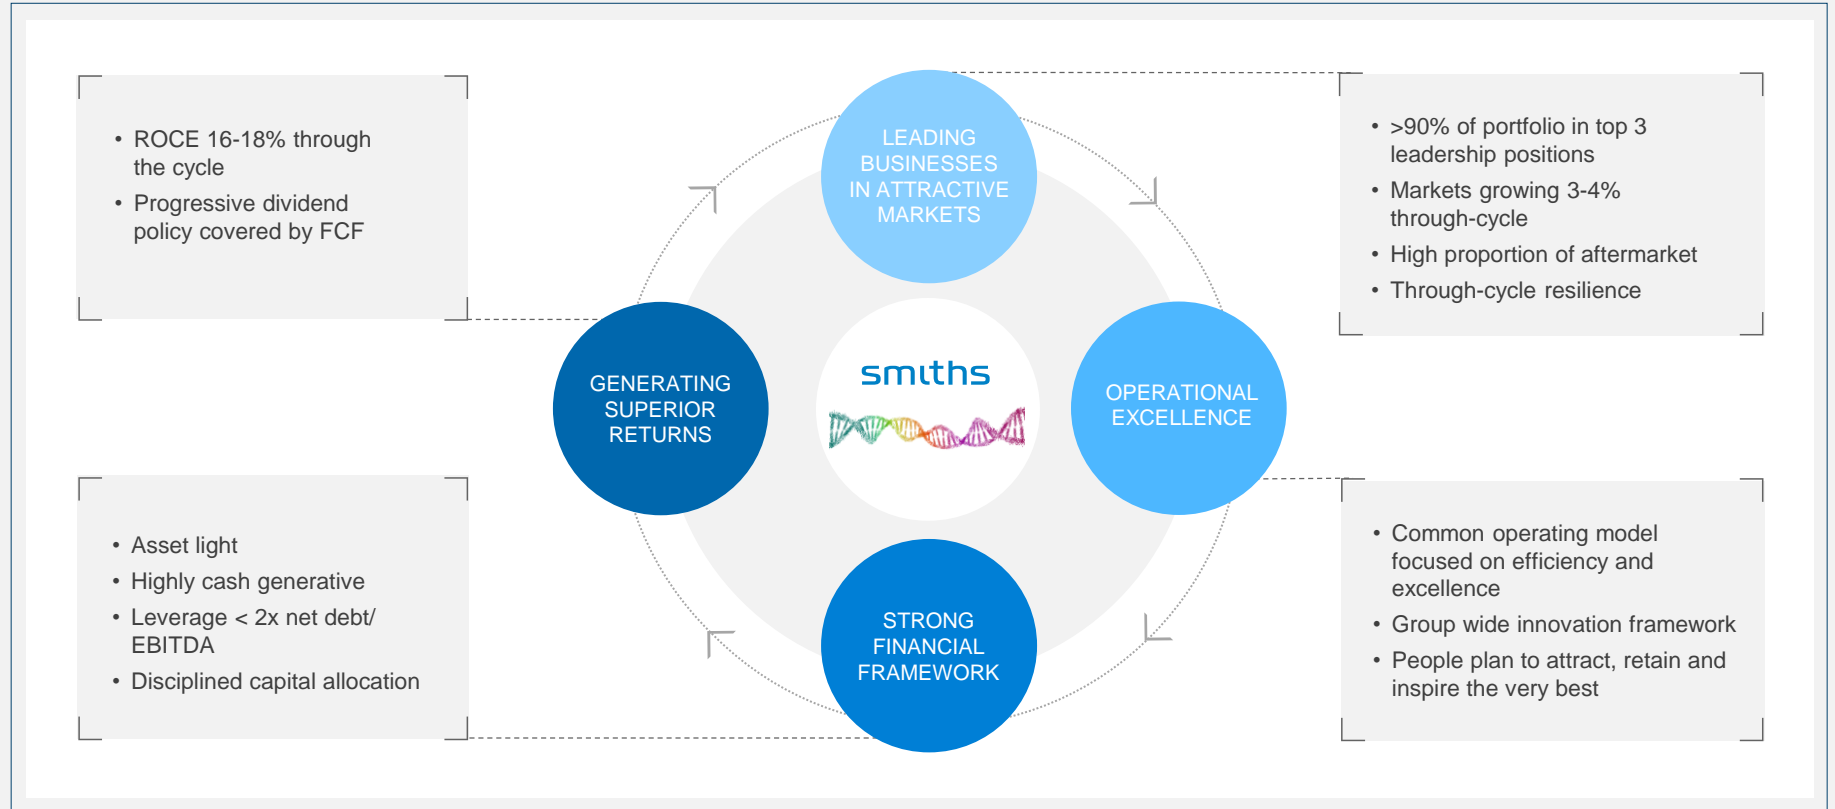 • ROCE 16-18% through
the cycle
• Progressive dividend
policy covered by FCF
LEADING
BUSINESSES
IN ATTRACTIVE
MARKETS
• >90% of portfolio in top 3
leadership positions
• Markets growing 3-4%
through-cycle
• High proportion of aftermarket
• Through-cycle resilience
GENERATING
SUPERIOR
RETURNS
smiths
OPERATIONAL
EXCELLENCE
• Asset light
• Highly cash generative
• Leverage < 2x net debt/
EBITDA
• Disciplined capital allocation
STRONG
FINANCIAL
FRAMEWORK
• Common operating model
focused on efficiency and
excellence
• Group wide innovation framework
• People plan to attract, retain and
inspire the very best